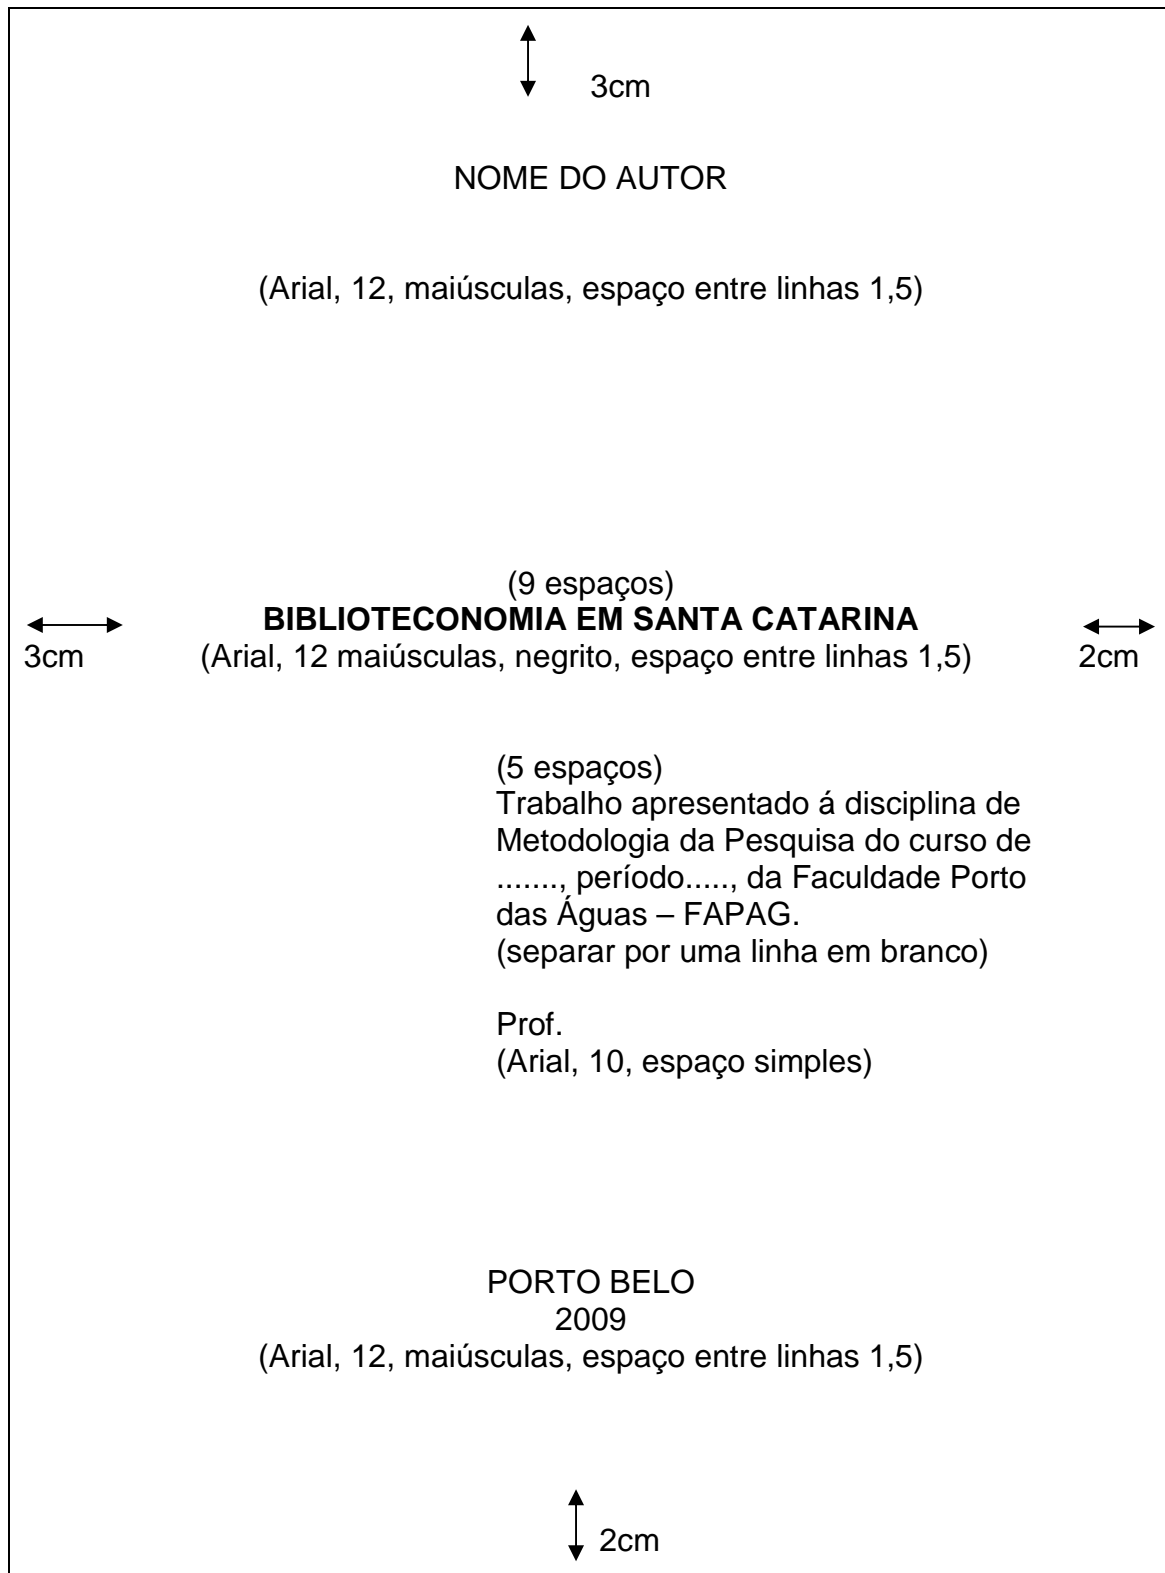 3cm
NOME DO AUTOR
(Arial, 12, maiúsculas, espaço entre linhas 1,5)
(9 espaços)
BIBLIOTECONOMIA EM SANTA CATARINA
3cm
(Arial, 12 maiúsculas, negrito, espaço entre linhas 1,5)
2cm
(5 espaços)
Trabalho apresentado á disciplina de
Metodologia da Pesquisa do curso de
......., período....., da Faculdade Porto
das Águas – FAPAG.
(separar por uma linha em branco)
Prof.
(Arial, 10, espaço simples)
PORTO BELO
2009
(Arial, 12, maiúsculas, espaço entre linhas 1,5)
2cm